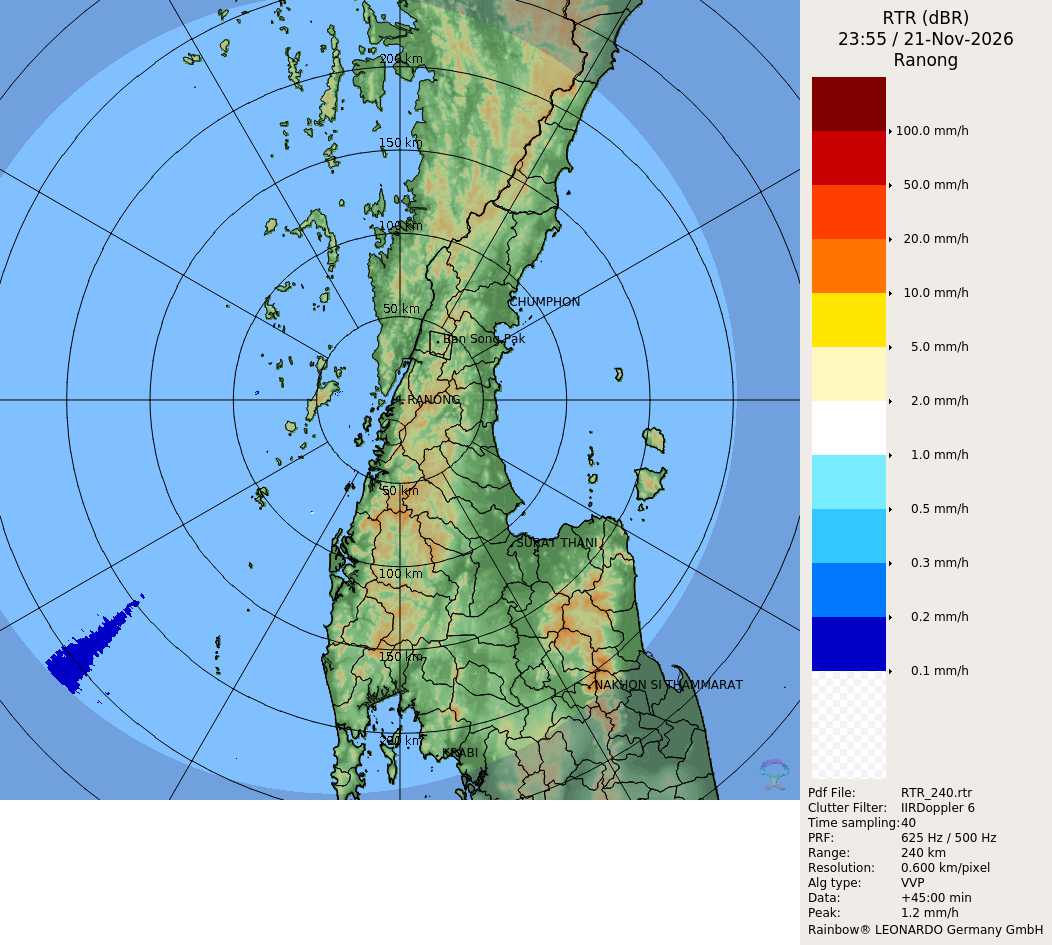 RTR (dBR)
23:55 / 21-Nov-2026
Ranong
100.0 mm/h
50.0 mm/h
20.0 mm/h
10.0 mm/h
5.0 mm/h
2.0 mm/h
1.0 mm/h
0.5 mm/h
0.3 mm/h
0.2 mm/h
0.1 mm/h
Pdf File: RTR_240.rtr
Clutter Filter: IIRDoppler 6
Time sampling: 40
PRF: 625 Hz / 500 Hz
Range: 240 km
Resolution: 0.600 km/pixel
Alg type: VVP
Data: +45:00 min
Peak: 1.2 mm/h
Rainbow® LEONARDO Germany GmbH
200 km
150 km
100 km
CHUMPHON
50 km
Ban Song Pak
RANONG
50 km
SURAT THANI
100 km
150 km
NAKHON SI THAMMARAT
200 km
KRABI